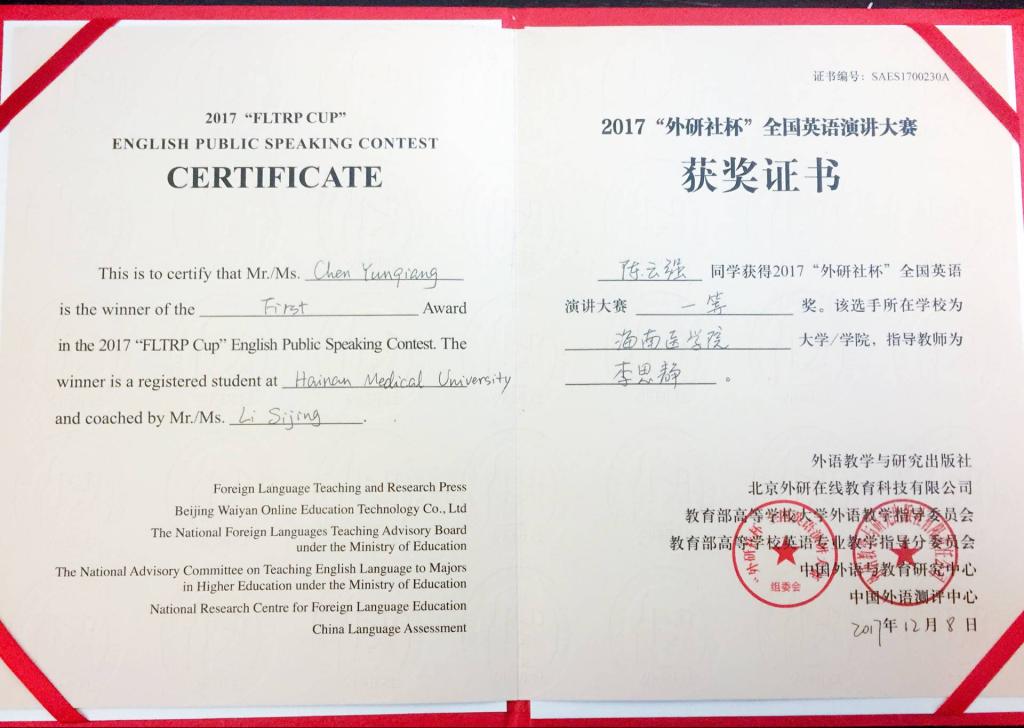 2017 “FLTRP CUP”
ENGLISH PUBLIC SPEAKING CONTEST
CERTIFICATE
This is to certify that Mr./Ms. Chen Yunqiang
is the winner of the First Award
in the 2017 “FLTRP Cup” English Public Speaking Contest. The
winner is a registered student at Hainan Medical University
and coached by Mr./Ms. Li Sijing.
Foreign Language Teaching and Research Press
Beijing Waiyan Online Education Technology Co., Ltd
The National Foreign Languages Teaching Advisory Board
under the Ministry of Education
The National Advisory Committee on Teaching English Language to Majors
in Higher Education under the Ministry of Education
National Research Centre for Foreign Language Education
China Language Assessment
证书编号：SAES1700230A
2017“外研社杯”全国英语演讲大赛
获奖证书
陈云强 同学获得2017“外研社杯”全国英语
演讲大赛 一等 奖。该选手所在学校为
海南医学院 大学/学院，指导教师为
李思静。
外语教学与研究出版社
北京外研在线教育科技有限公司
教育部高等学校大学外语教学指导委员会
教育部高等学校英语专业教学指导分委员会
中国外语与教育研究中心
中国外语测评中心
2017年12月8日
组委会